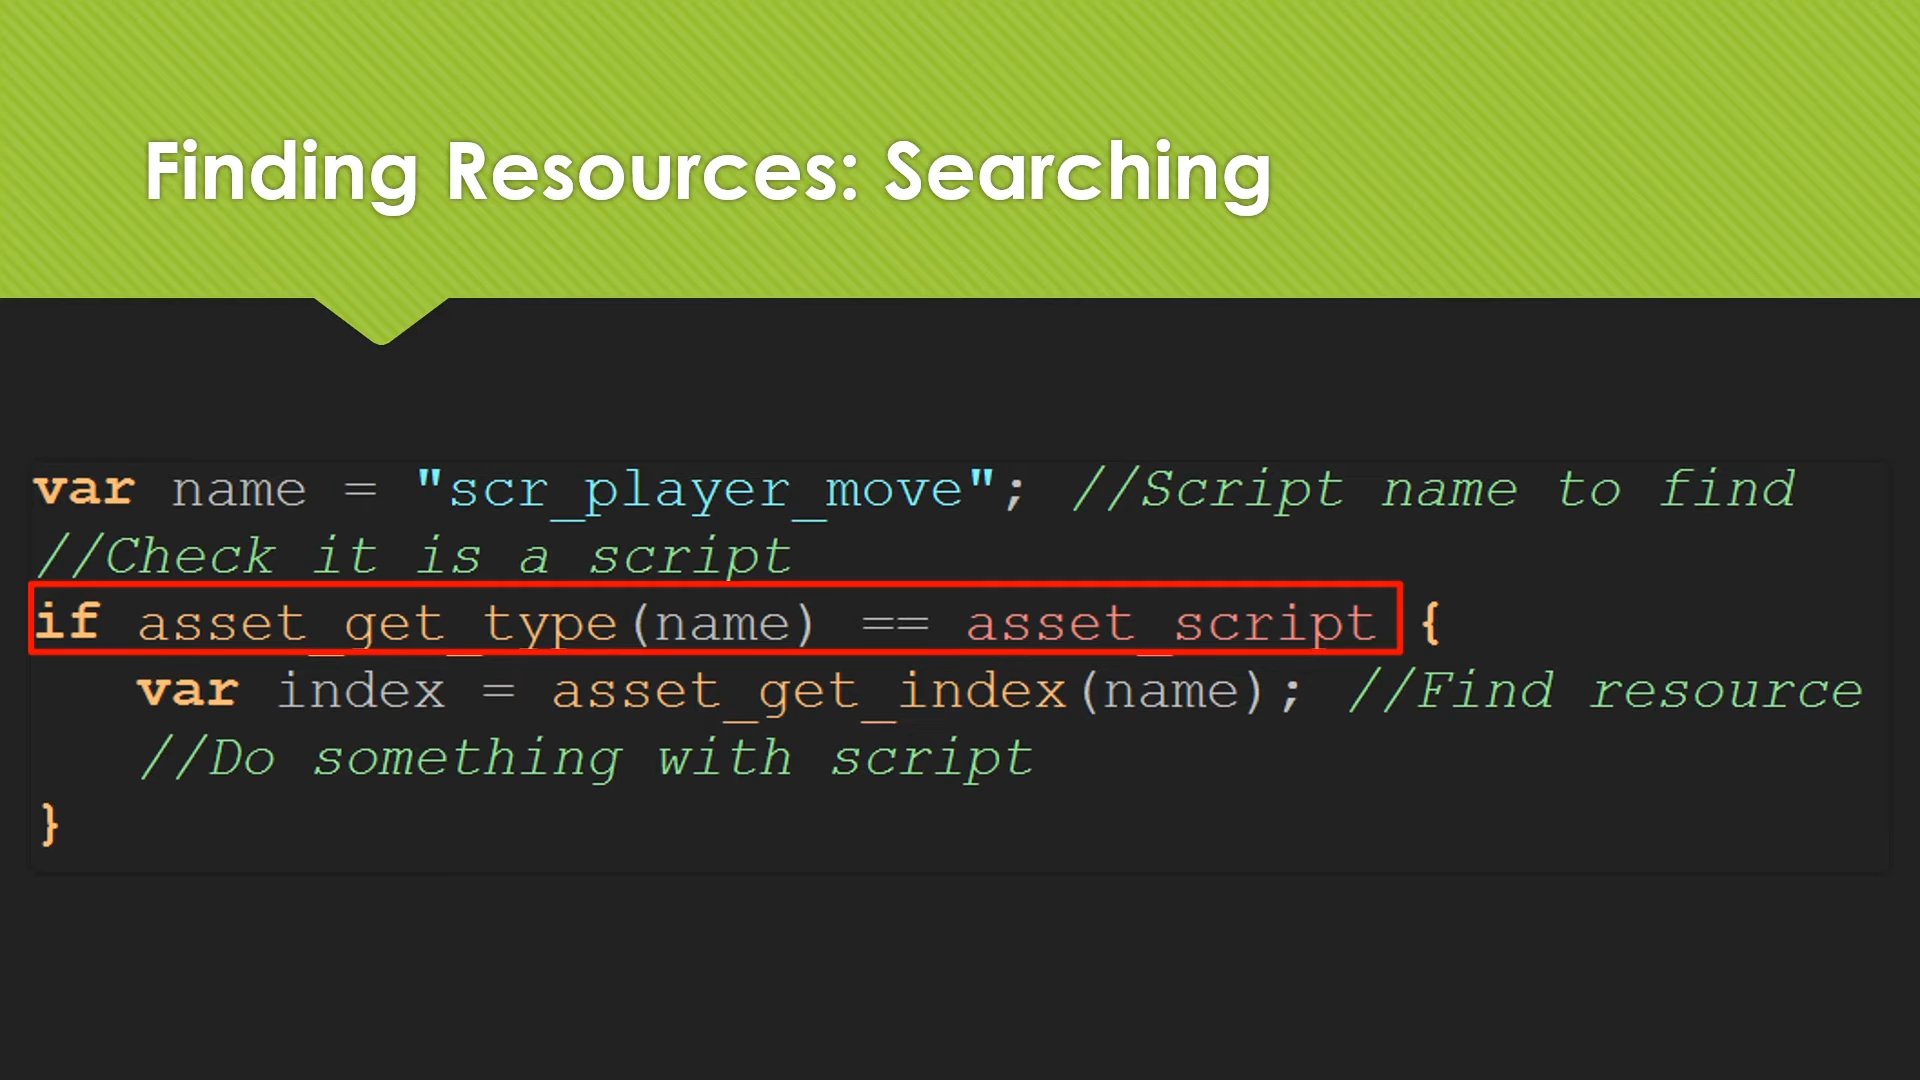 Finding Resources: Searching
var name = "scr_player_move"; //Script name to find
//Check it is a script
if asset_get_type(name) == asset_script {
var index = asset_get_index(name); //Find resource
//Do something with script
}